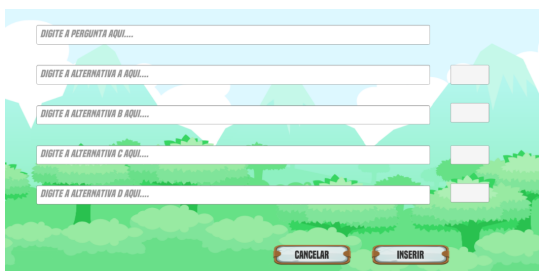 DIGITE A PERGUNTA AQUI....
DIGITE A ALTERNATIVA A AQUI....
DIGITE A ALTERNATIVA B AQUI....
DIGITE A ALTERNATIVA C AQUI....
DIGITE A ALTERNATIVA D AQUI....
CANCELAR INSERIR